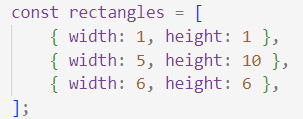 const rectangles = [
    { width: 1, height: 1 },
    { width: 5, height: 10 },
    { width: 6, height: 6 },
];